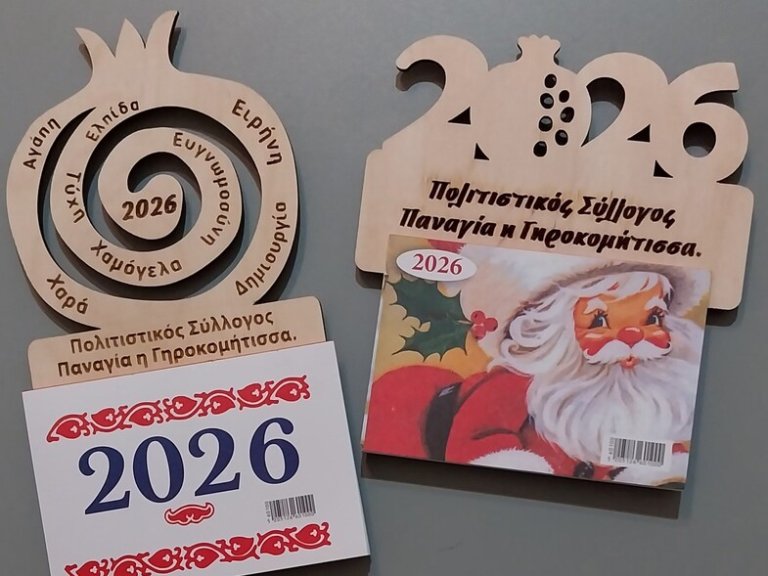 Αγάπη
Ελπίδα
Ειρήνη
Ευγνωμοσύνη
Τύχη
2026
Χαμόγελα
Χαρά
Δημιουργία
Πολιτιστικός Σύλλογος
Παναγία η Γηροκομήτισσα.
2026
2026
Πολιτιστικός Σύλλογος
Παναγία η Γηροκομήτισσα.
2026